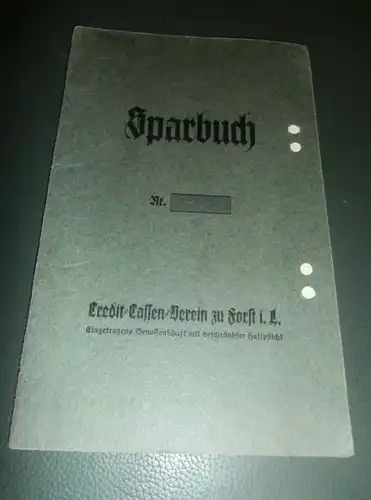 Sparbuch
Nr.
Credit-Cassen-Verein zu Forst i. L.
Eingetragene Genossenschaft mit beschränkter Haftpflicht